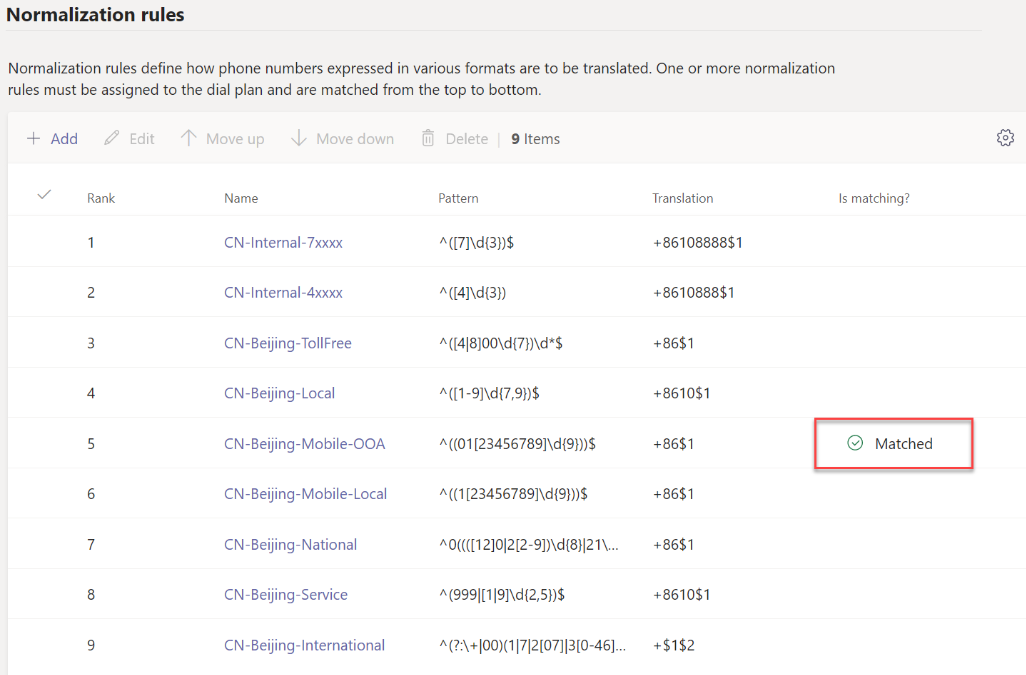 Normalization rules
Normalization rules define how phone numbers expressed in various formats are to be translated. One or more normalization
rules must be assigned to the dial plan and are matched from the top to bottom.
Add Edit Move up Move down Delete | 9 Items
Rank Name Pattern Translation Is matching?
1 CN-Internal-7xxxx ^([7]\d{3})$ +86108888$1
2 CN-Internal-4xxxx ^([4]\d{3}) +8610888$1
3 CN-Beijing-TollFree ^([4|8]00\d{7})\d*$ +86$1
4 CN-Beijing-Local ^([1-9]\d{7,9})$ +8610$1
5 CN-Beijing-Mobile-OOA ^((01[23456789]\d{9}))$ +86$1 Matched
6 CN-Beijing-Mobile-Local ^((1[23456789]\d{9}))$ +86$1
7 CN-Beijing-National ^0((([12]0|2[2-9])\d{8}|21\... +86$1
8 CN-Beijing-Service ^(999|[1|9]\d{2,5})$ +8610$1
9 CN-Beijing-International ^(?:\+|00)(1|7|2[07]|3[0-46]... +$1$2